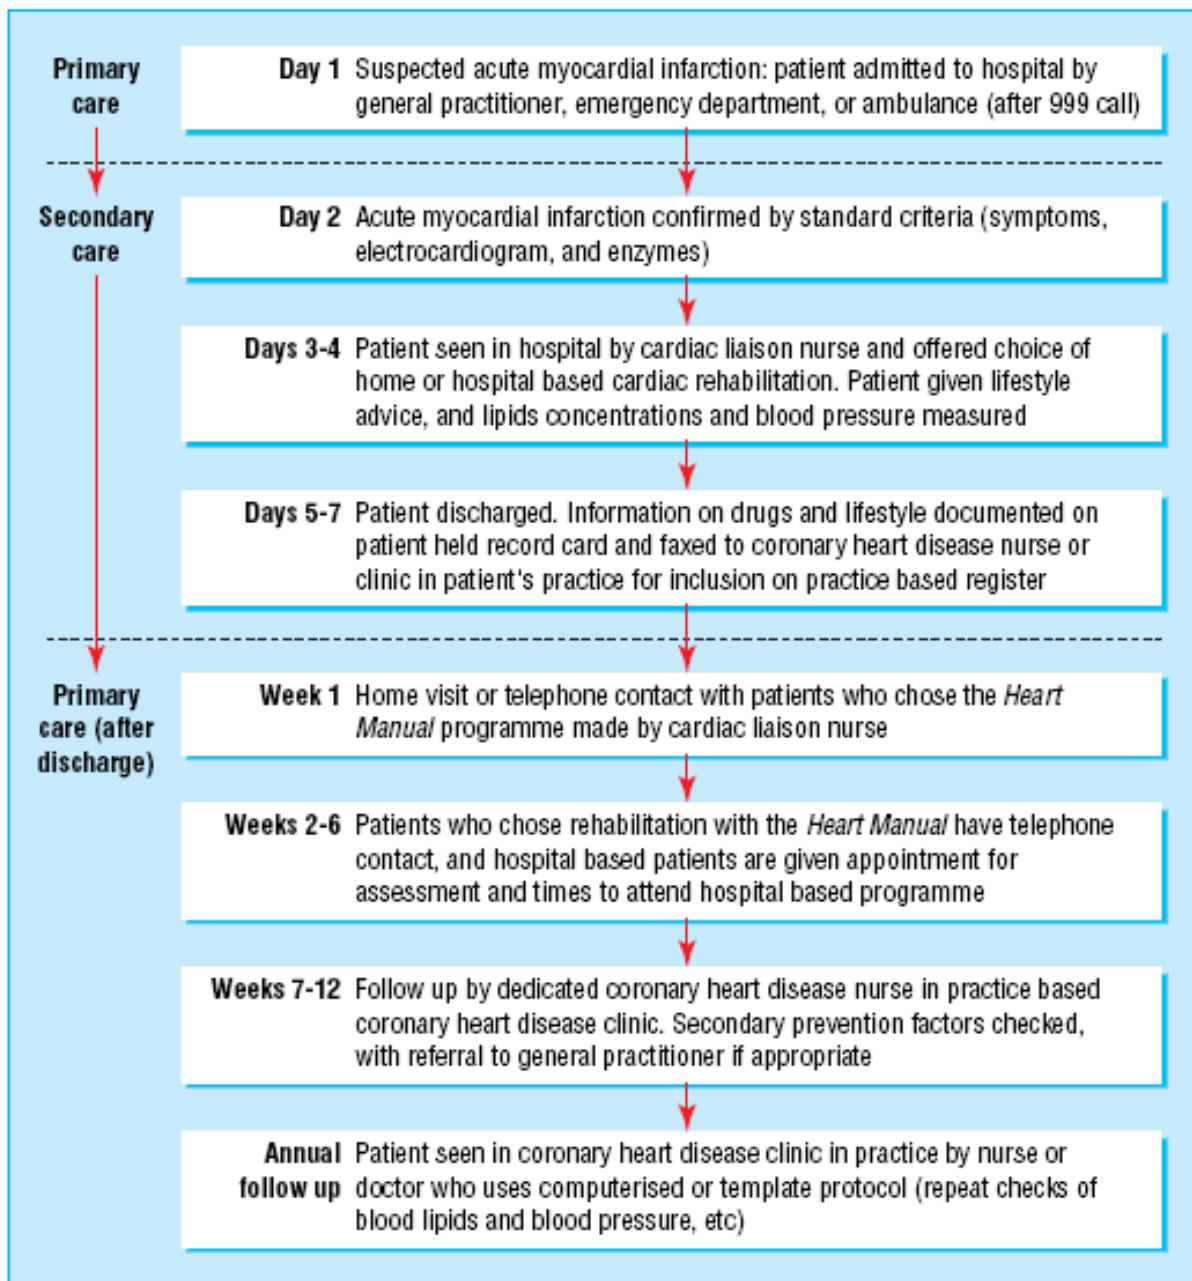 Primary
care
Day 1 Suspected acute myocardial infarction: patient admitted to hospital by
general practitioner, emergency department, or ambulance (after 999 call)
Secondary
care
Day 2 Acute myocardial infarction confirmed by standard criteria (symptoms,
electrocardiogram, and enzymes)
Days 3-4 Patient seen in hospital by cardiac liaison nurse and offered choice of
home or hospital based cardiac rehabilitation. Patient given lifestyle
advice, and lipids concentrations and blood pressure measured
Days 5-7 Patient discharged. Information on drugs and lifestyle documented on
patient held record card and faxed to coronary heart disease nurse or
clinic in patient's practice for inclusion on practice based register
Primary
care (after
discharge)
Week 1 Home visit or telephone contact with patients who chose the Heart
Manual programme made by cardiac liaison nurse
Weeks 2-6 Patients who chose rehabilitation with the Heart Manual have telephone
contact, and hospital based patients are given appointment for
assessment and times to attend hospital based programme
Weeks 7-12 Follow up by dedicated coronary heart disease nurse in practice based
coronary heart disease clinic. Secondary prevention factors checked,
with referral to general practitioner if appropriate
Annual Patient seen in coronary heart disease clinic in practice by nurse or
follow up doctor who uses computerised or template protocol (repeat checks of
blood lipids and blood pressure, etc)